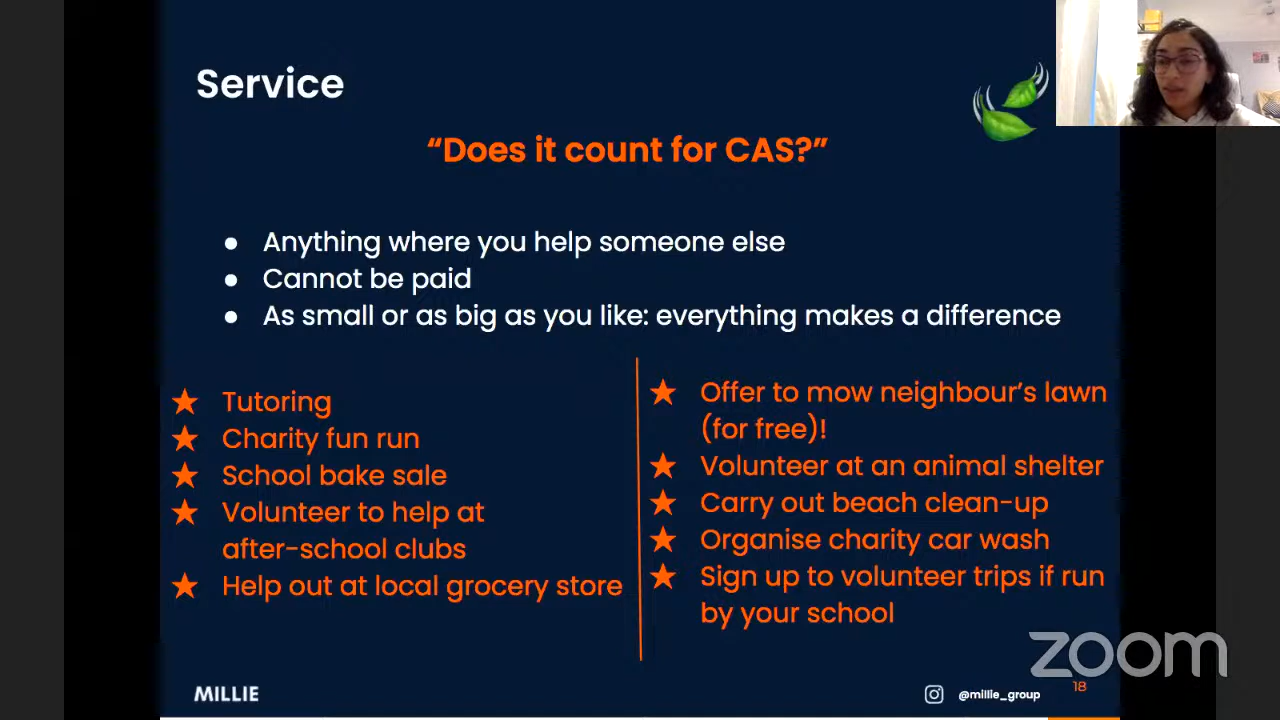 Service
“Does it count for CAS?”
● Anything where you help someone else
● Cannot be paid
● As small or as big as you like: everything makes a difference
★ Tutoring
★ Charity fun run
★ School bake sale
★ Volunteer to help at
after-school clubs
★ Help out at local grocery store
★ Offer to mow neighbour’s lawn
(for free)!
★ Volunteer at an animal shelter
★ Carry out beach clean-up
★ Organise charity car wash
★ Sign up to volunteer trips if run
by your school
zoom
MILLIE
@millie_group
18